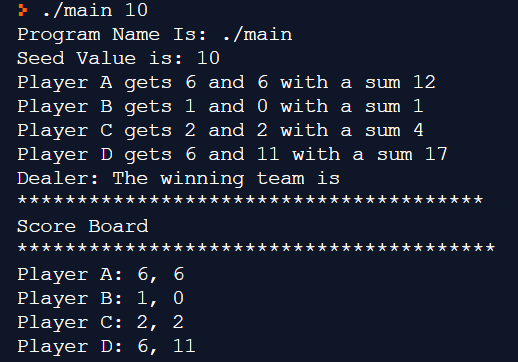 > ./main 10
Program Name Is: ./main
Seed Value is: 10
Player A gets 6 and 6 with a sum 12
Player B gets 1 and 0 with a sum 1
Player C gets 2 and 2 with a sum 4
Player D gets 6 and 11 with a sum 17
Dealer: The winning team is
***************************************
Score Board
****************************************
Player A: 6, 6
Player B: 1, 0
Player C: 2, 2
Player D: 6, 11